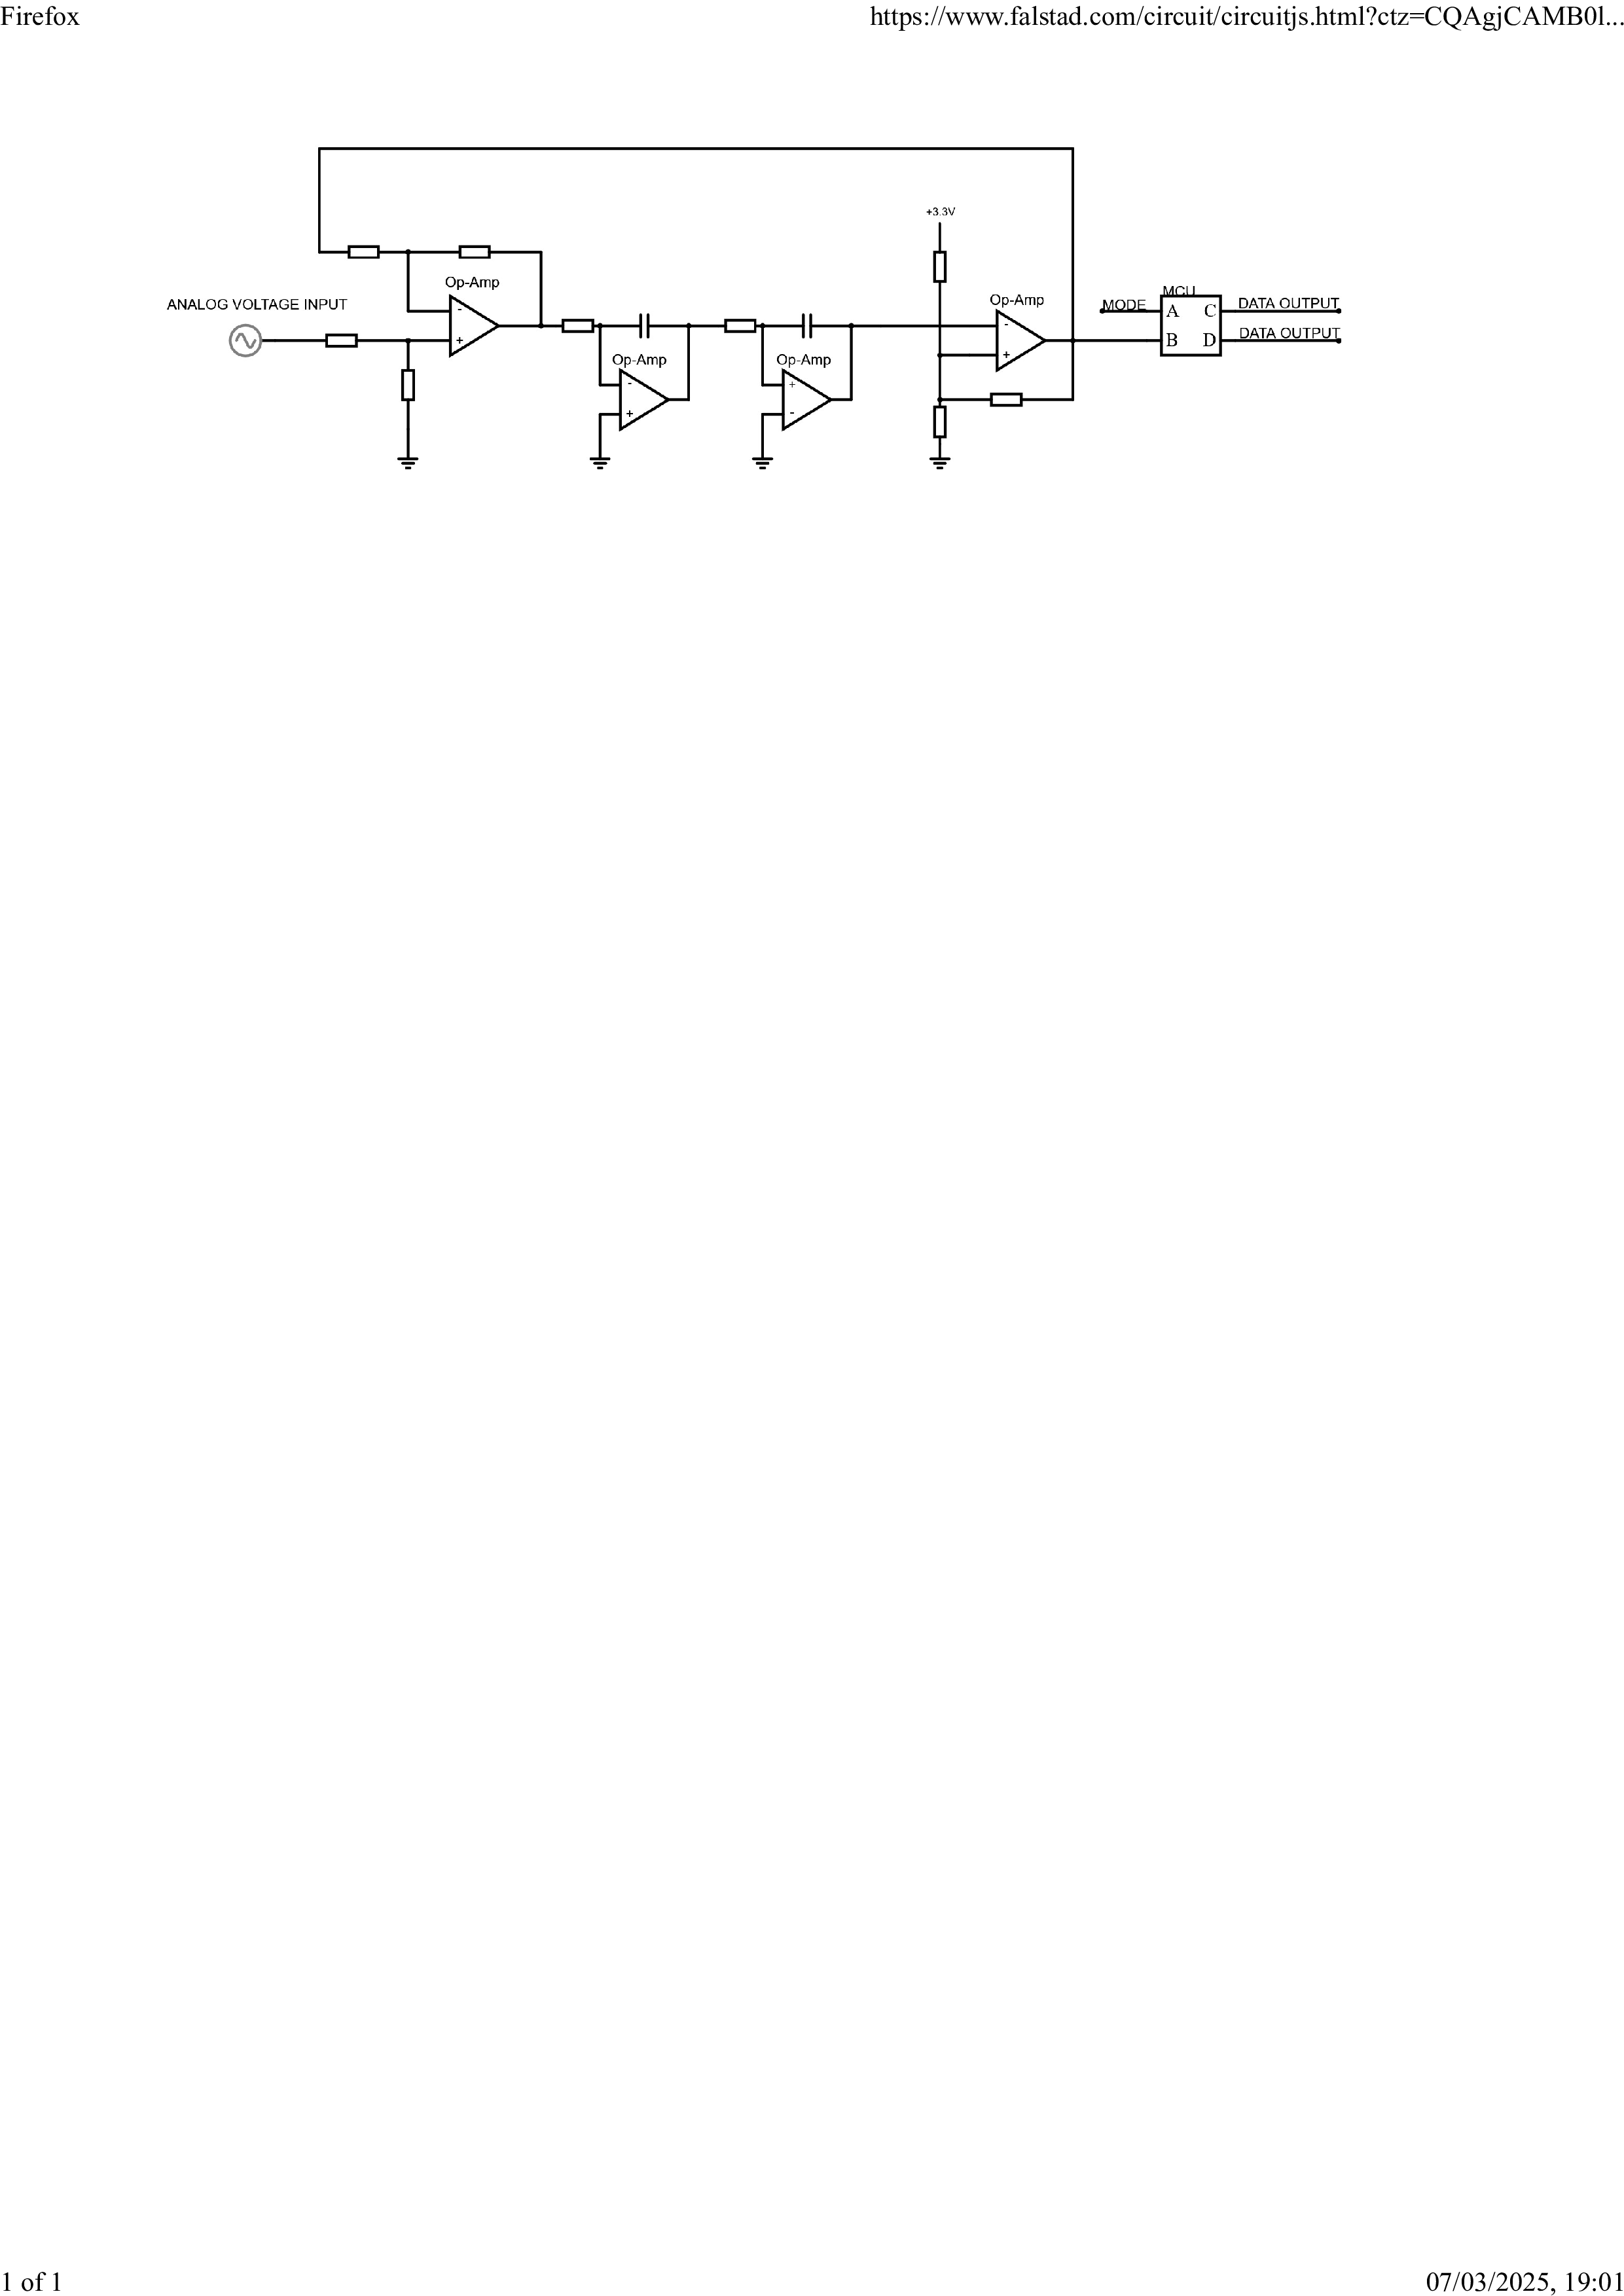 Firefox
https://www.falstad.com/circuit/circuitjs.html?ctz=CQAgjCAMB0l...
+3.3V
Op-Amp
Op-Amp
ANALOG VOLTAGE INPUT
MCU
MODE
A C
DATA OUTPUT
B D
DATA OUTPUT
Op-Amp
Op-Amp
-
+
-
+
-
+
+
-
1 of 1
07/03/2025, 19:01